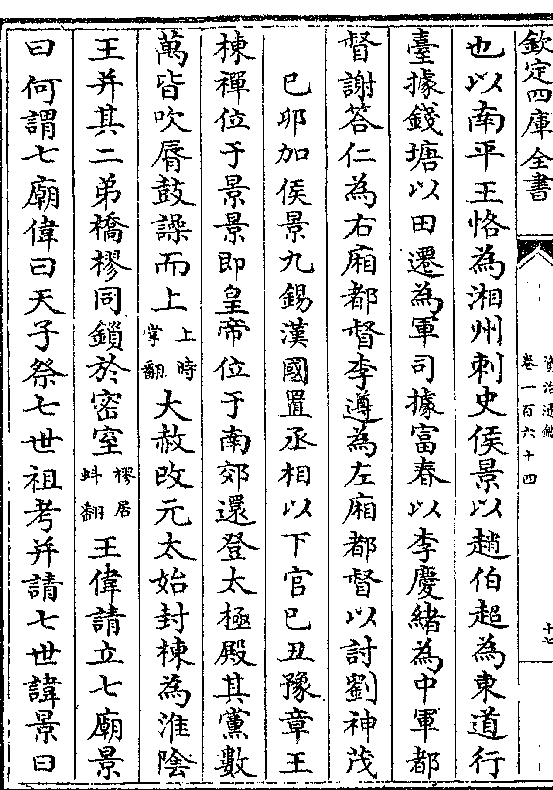 欽定四庫全書
資治通鑑
卷一百六十四
十七
也以南平王恪為湘州刺史侯景以趙伯超為東道行
臺據錢塘以田遷為軍司據富春以李慶緒為中軍都
督謝答仁為右廂都督李遵為左廂都督以討劉神茂
己卯加侯景九錫漢國置丞相以下官己丑豫章王
棟禪位于景景即皇帝位于南郊還登太極殿其黨數
萬皆吹脣鼓譟而上上時掌翻大赦改元太始封棟為淮陰
王并其二弟橋樛同鎖於密室樛居蚪翻王偉請立七廟景
曰何謂七廟偉曰天子祭七世祖考并請七世諱景曰